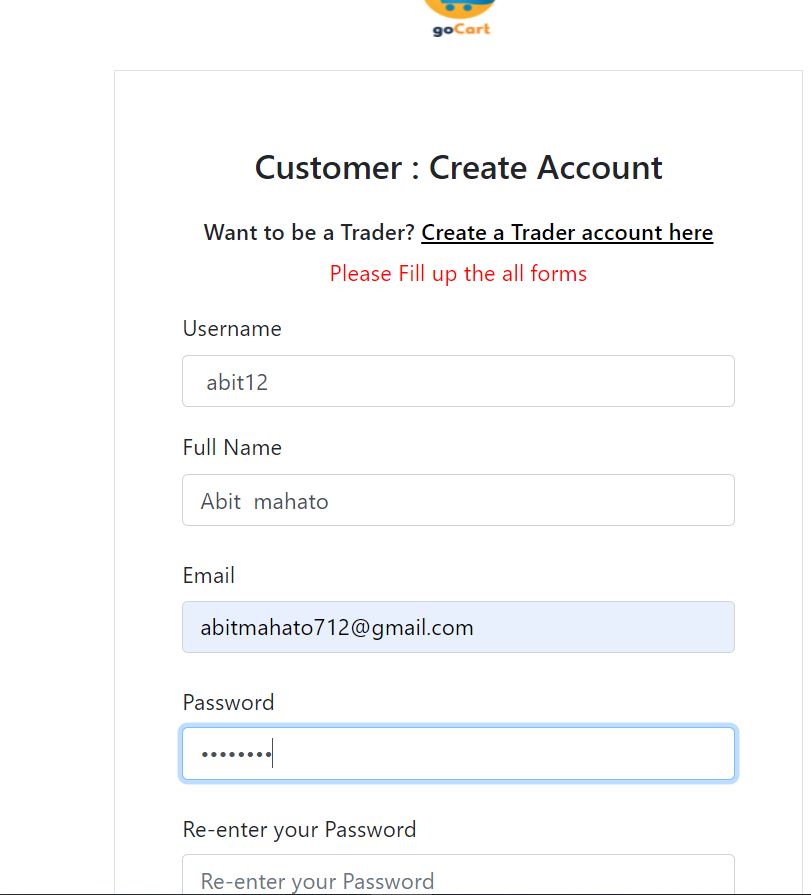 goCart
Customer : Create Account
Want to be a Trader? Create a Trader account here
Please Fill up the all forms
Username
abit12
Full Name
Abit  mahato
Email
abitmahato712@gmail.com
Password
••••••••
Re-enter your Password
Re-enter your Password